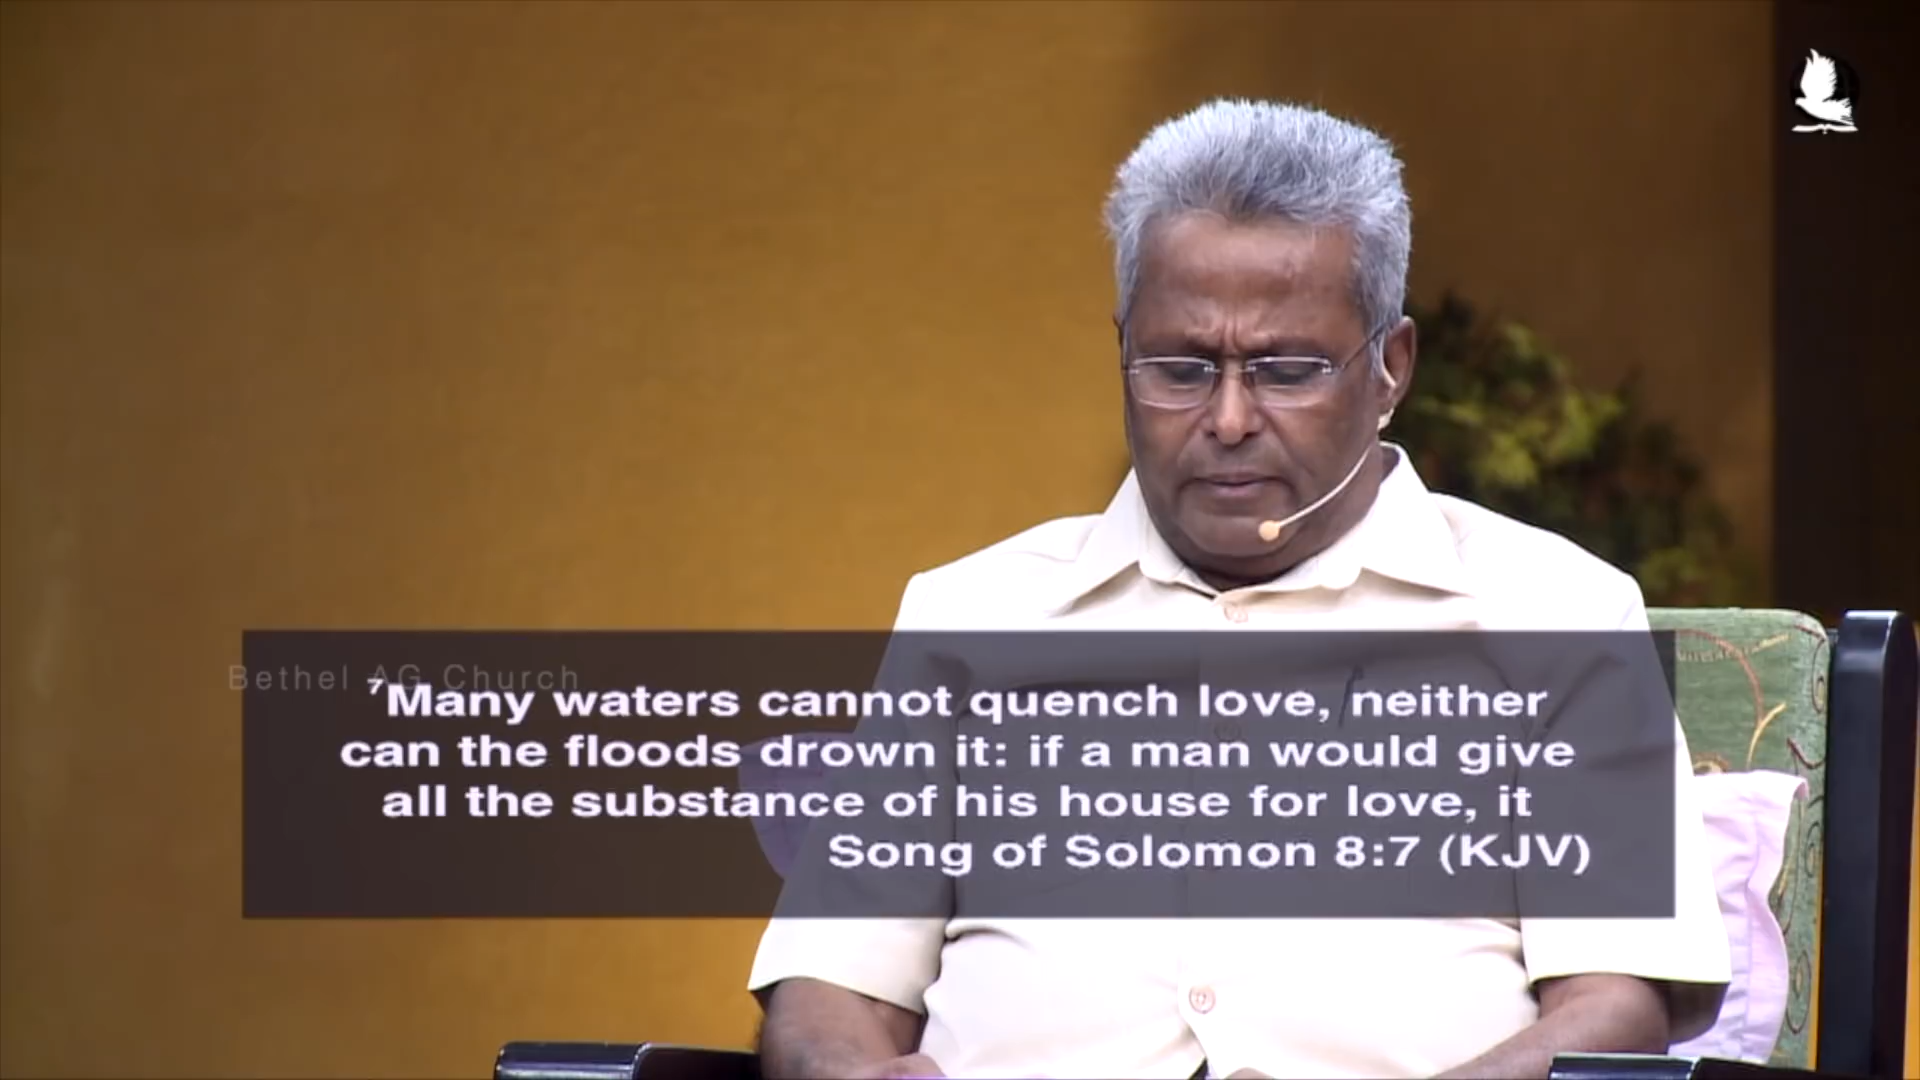 Bethel AG Church
⁷Many waters cannot quench love, neither
can the floods drown it: if a man would give
all the substance of his house for love, it
Song of Solomon 8:7 (KJV)